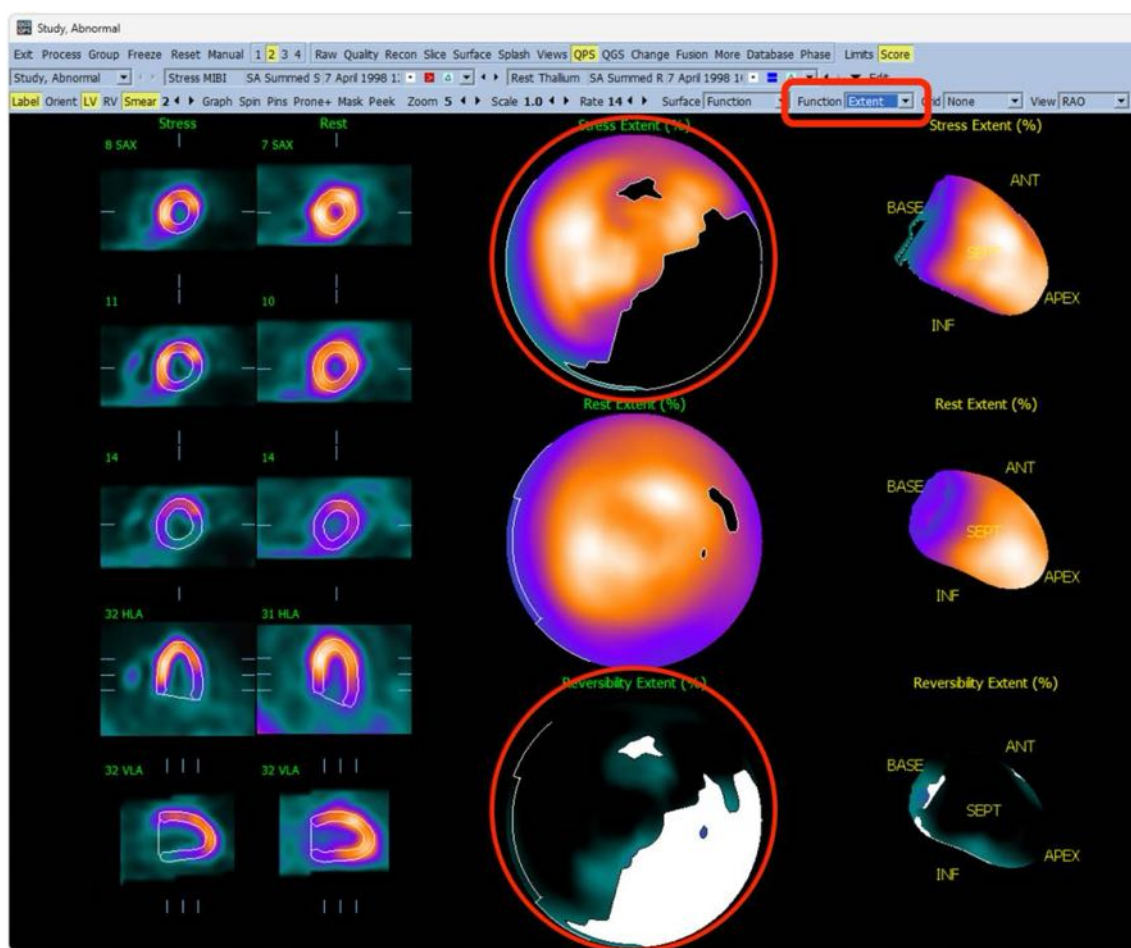 Study, Abnormal
Exit Process Group Freeze Reset Manual 1 2 3 4 Raw Quality Recon Slice Surface Splash Views QPS QGS Change Fusion More Database Phase Limits Score
Study, Abnormal Stress MIBI SA Summed S 7 April 1998 Rest Thallium SA Summed R 7 April 1998 Edit
Label Orient LV RV Smear 2 Graph Spin Pins Prone+ Mask Peek Zoom 5 Scale 1.0 Rate 14 Surface Function Function Extent None View RAO
Stress Rest Stress Extent (%) Stress Extent (%)
8 SAX 7 SAX
ANT
BASE
SEPT
APEX
INF
11 10
Rest Extent (%) Rest Extent (%)
14 14
ANT
BASE
SEPT
APEX
INF
32 HLA 31 HLA
Reversibility Extent (%) Reversibility Extent (%)
ANT
32 VLA 32 VLA
BASE
SEPT
APEX
INF